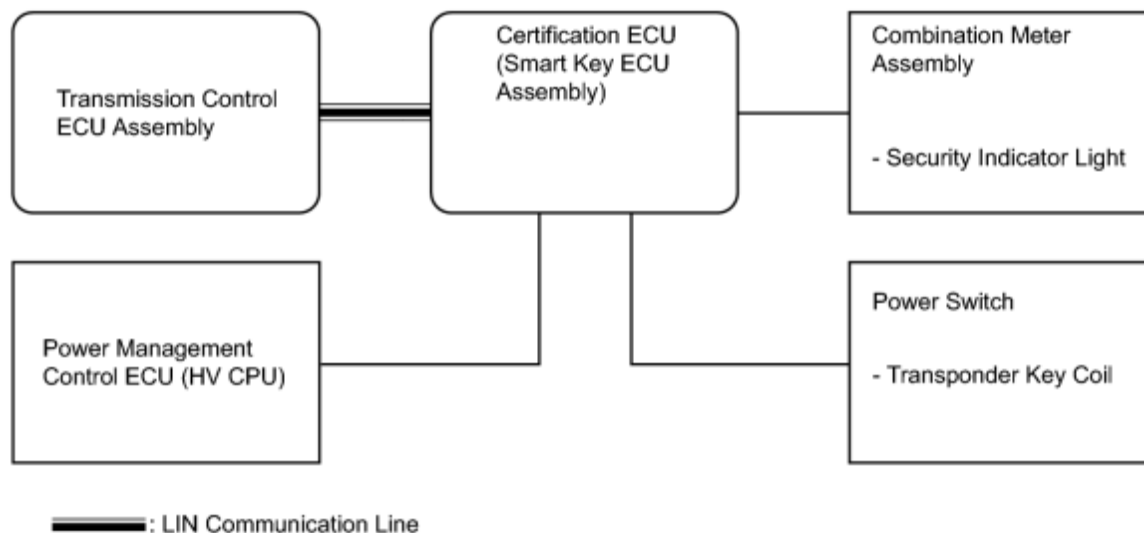 Transmission Control
ECU Assembly
Certification ECU
(Smart Key ECU
Assembly)
Combination Meter
Assembly
- Security Indicator Light
Power Management
Control ECU (HV CPU)
Power Switch
- Transponder Key Coil
: LIN Communication Line